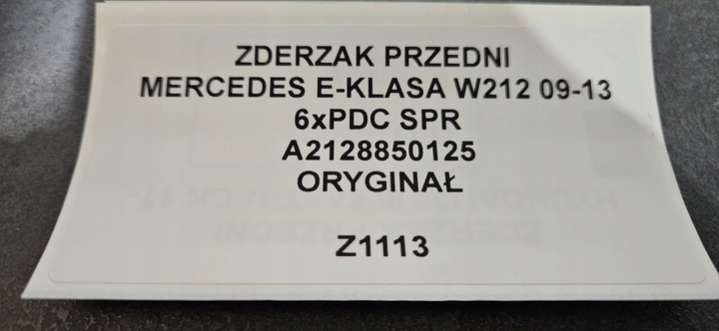 ZDERZAK PRZEDNI
MERCEDES E-KLASA W212 09-13
6xPDC SPR
A2128850125
ORYGINAŁ
Z1113